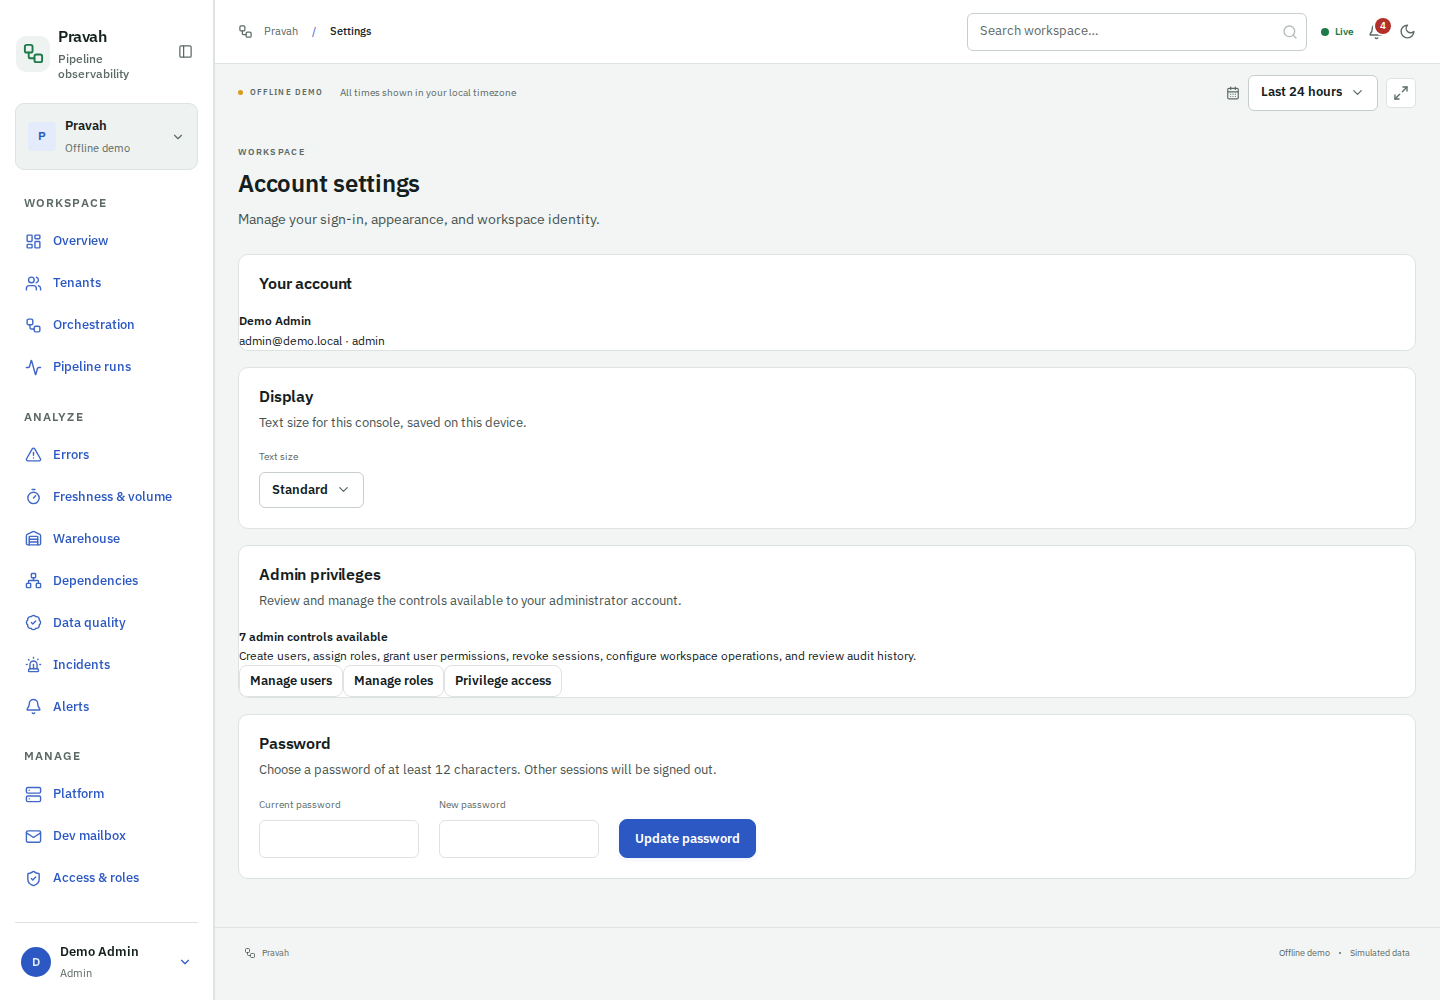 Pravah
Pipeline
observability
P
Pravah
Offline demo
WORKSPACE
Overview
Tenants
Orchestration
Pipeline runs
ANALYZE
Errors
Freshness & volume
Warehouse
Dependencies
Data quality
Incidents
Alerts
MANAGE
Platform
Dev mailbox
Access & roles
D
Demo Admin
Admin
Pravah / Settings
Search workspace...
Live
4
OFFLINE DEMO All times shown in your local timezone
Last 24 hours
WORKSPACE
Account settings
Manage your sign-in, appearance, and workspace identity.
Your account
Demo Admin
admin@demo.local · admin
Display
Text size for this console, saved on this device.
Text size
Standard
Admin privileges
Review and manage the controls available to your administrator account.
7 admin controls available
Create users, assign roles, grant user permissions, revoke sessions, configure workspace operations, and review audit history.
Manage users Manage roles Privilege access
Password
Choose a password of at least 12 characters. Other sessions will be signed out.
Current password New password
Update password
Pravah
Offline demo • Simulated data